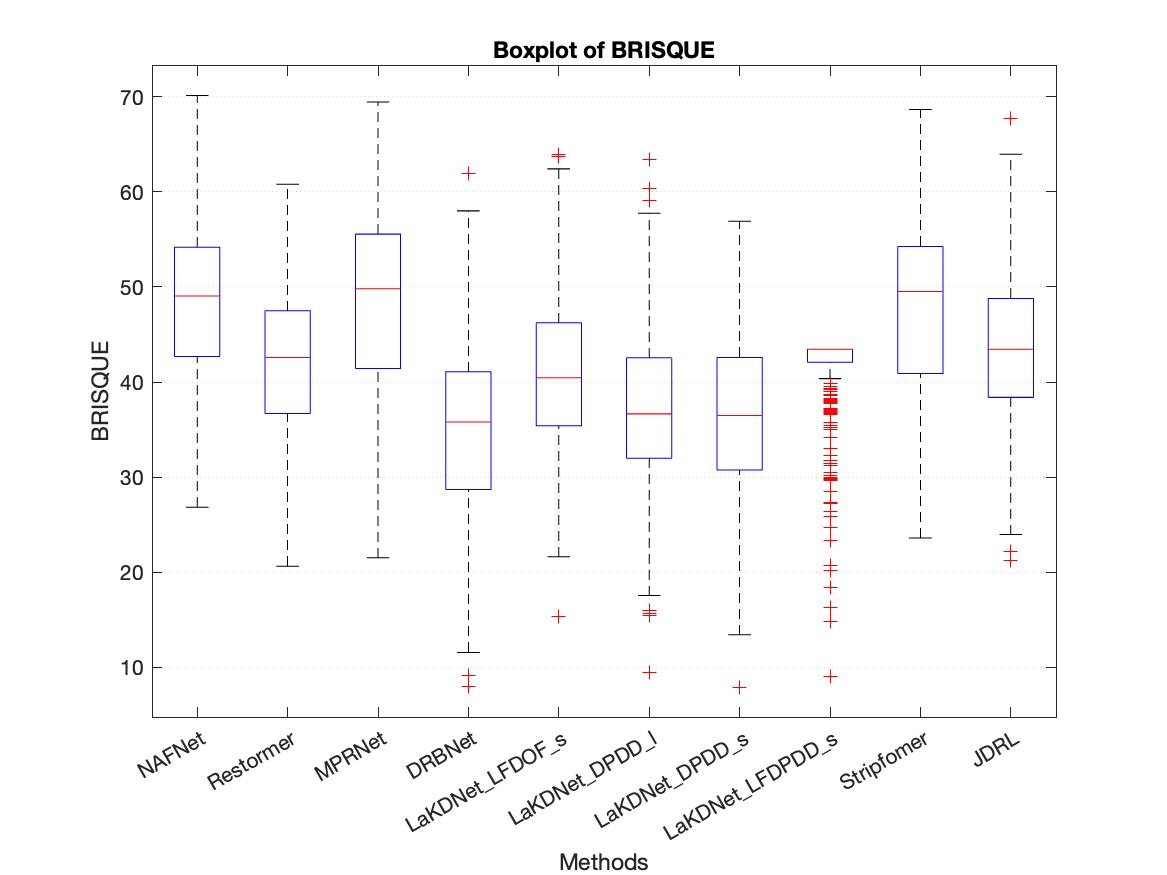 Boxplot of BRISQUE
70
60
50
40
30
20
10
BRISQUE
NAFNet
Restormer
MPRNet
DRBNet
LaKDNet_LFDOF_s
LaKDNet_DPDD_l
LaKDNet_DPDD_s
LaKDNet_LFDPDD_s
Stripfomer
JDRL
Methods